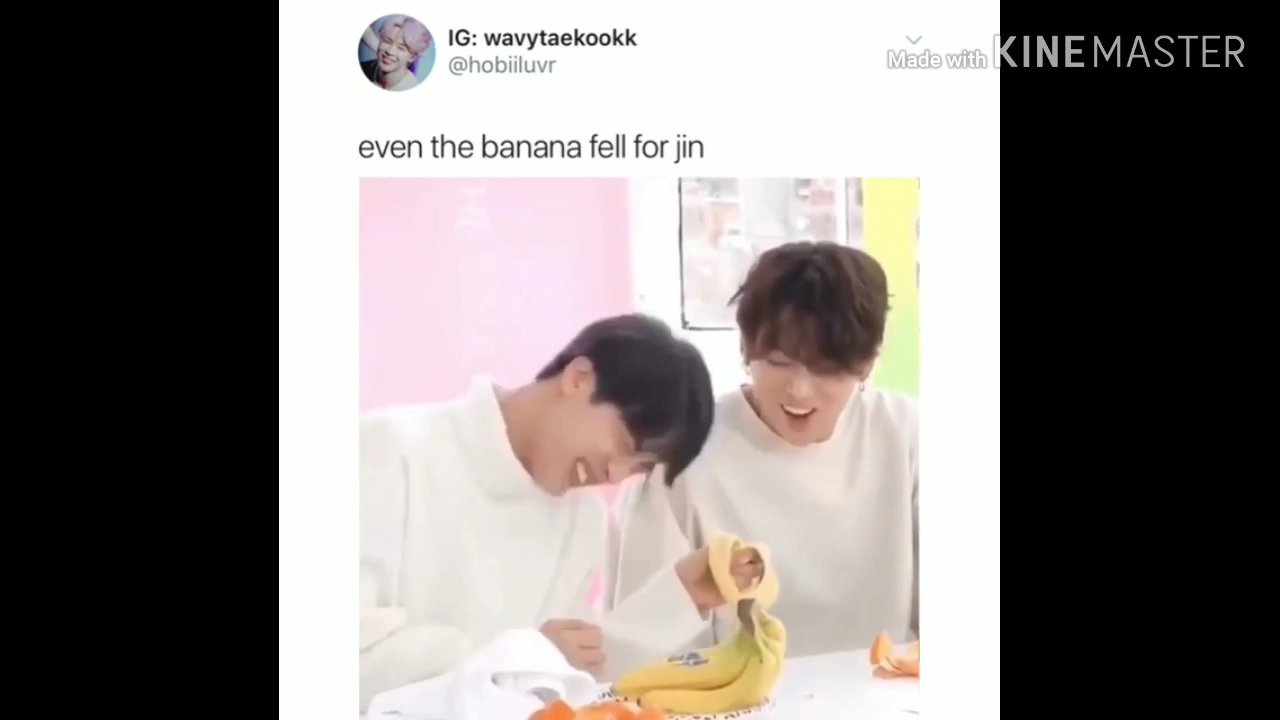 IG: wavytaekookk
@hobiiluvr
Made with KINEMASTER
even the banana fell for jin